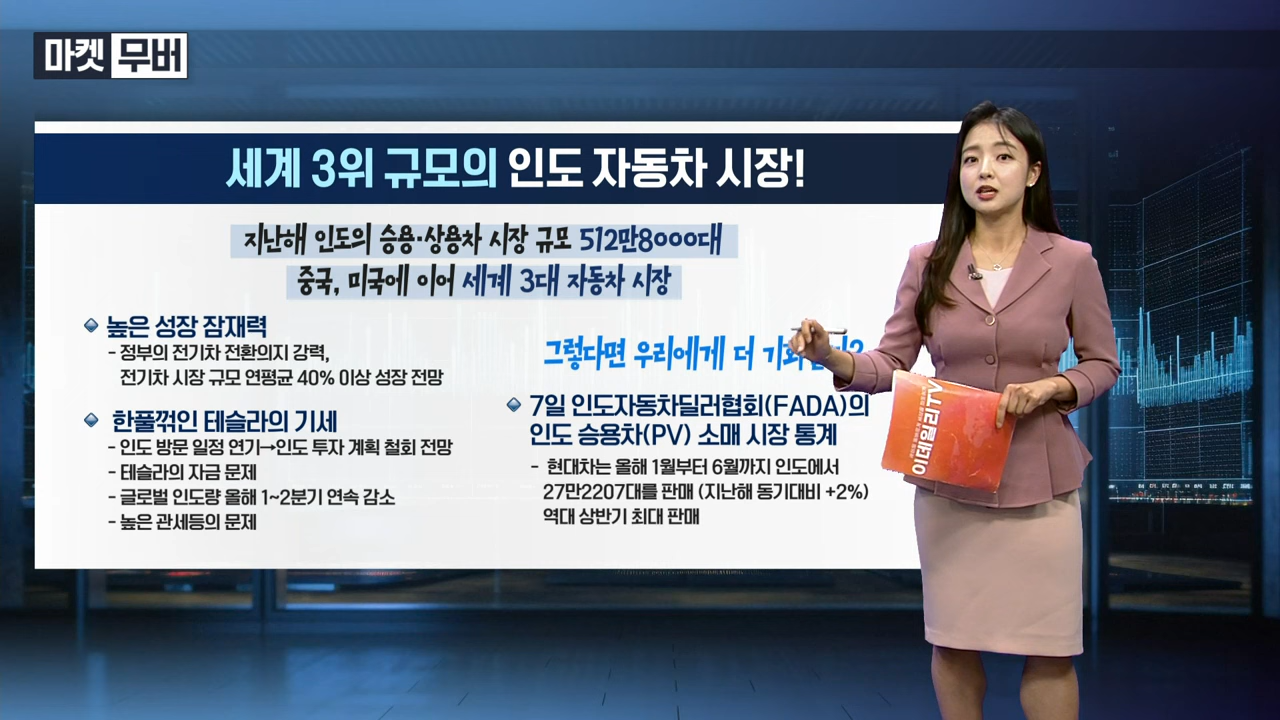 마켓무버
세계 3위 규모의 인도 자동차 시장!
지난해 인도의 승용·상용차 시장 규모 512만8000대
중국, 미국에 이어 세계 3대 자동차 시장
높은 성장 잠재력
- 정부의 전기차 전환의지 강력,
전기차 시장 규모 연평균 40% 이상 성장 전망
한풀꺾인 테슬라의 기세
- 인도 방문 일정 연기→인도 투자 계획 철회 전망
- 테슬라의 자금 문제
- 글로벌 인도량 올해 1~2분기 연속 감소
- 높은 관세등의 문제
그렇다면 우리에게 더
7일 인도자동차딜러협회(FADA)의
인도 승용차(PV) 소매 시장 통계
- 현대차는 올해 1월부터 6월까지 인도에서
27만2207대를 판매 (지난해 동기대비 +2%)
역대 상반기 최대 판매
이데일리TV